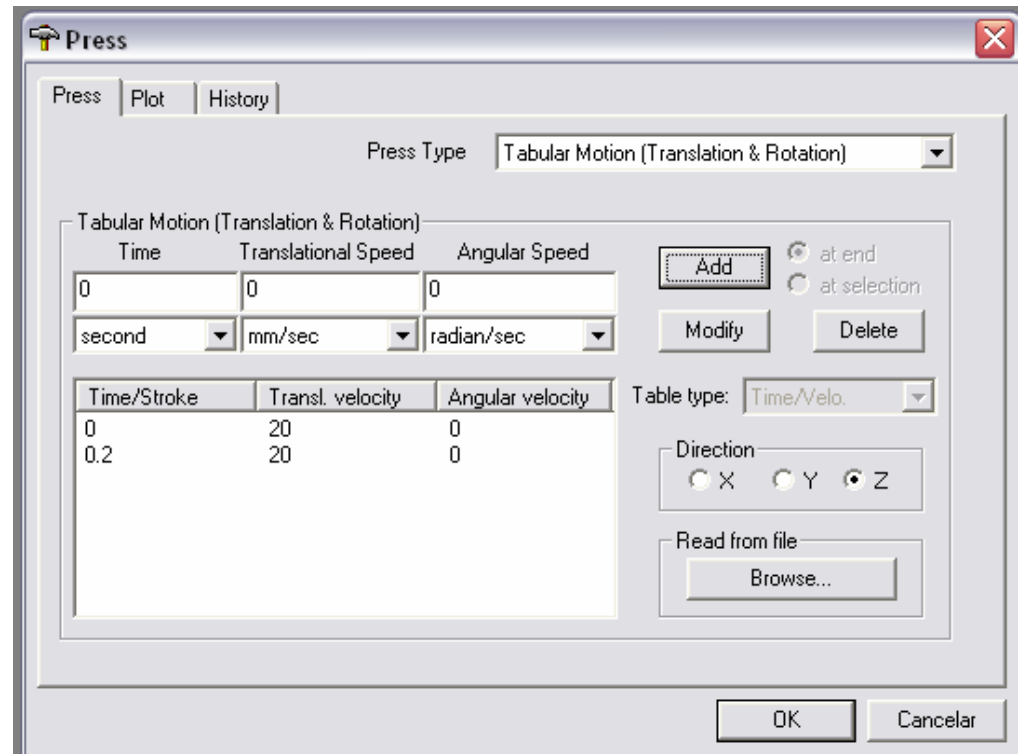 Press
Press Plot History
Press Type Tabular Motion (Translation & Rotation)
Tabular Motion (Translation & Rotation)
Time Translational Speed Angular Speed
0 0 0
second mm/sec radian/sec
Add
at end
at selection
Modify Delete
Time/Stroke Transl. velocity Angular velocity
0 20 0
0.2 20 0
Table type: Time/Velo.
Direction
X Y Z
Read from file
Browse...
OK Cancelar